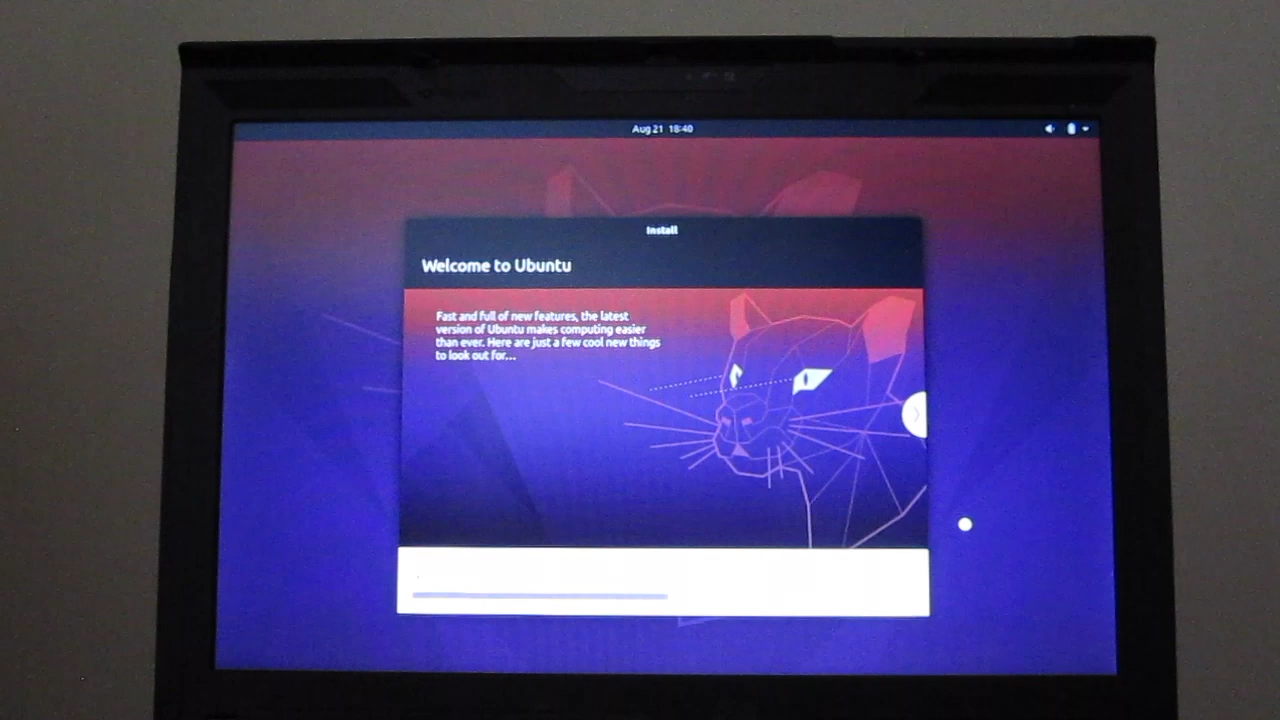 Aug 21 18:40
Install
Welcome to Ubuntu
Fast and full of new features, the latest
version of Ubuntu makes computing easier
than ever. Here are just a few cool new things
to look out for...